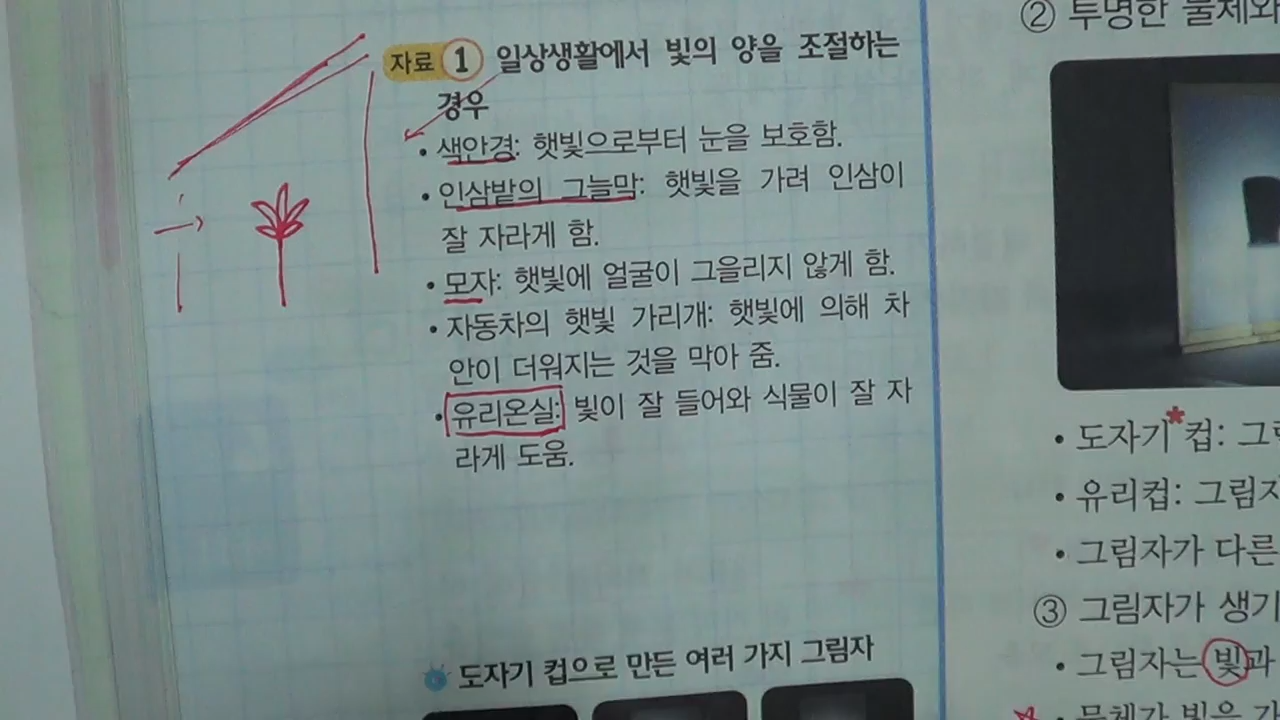 자료 1 일상생활에서 빛의 양을 조절하는
경우
• 색안경: 햇빛으로부터 눈을 보호함.
• 인삼밭의 그늘막: 햇빛을 가려 인삼이
잘 자라게 함.
• 모자: 햇빛에 얼굴이 그을리지 않게 함.
• 자동차의 햇빛 가리개: 햇빛에 의해 차
안이 더워지는 것을 막아 줌.
• 유리온실: 빛이 잘 들어와 식물이 잘 자
라게 도움.
도자기 컵으로 만든 여러 가지 그림자
② 투명한 물체와
• 도자기* 컵: 그림
• 유리컵: 그림자
• 그림자가 다른
③ 그림자가 생기
• 그림자는 빛과
• 물체가 빛을